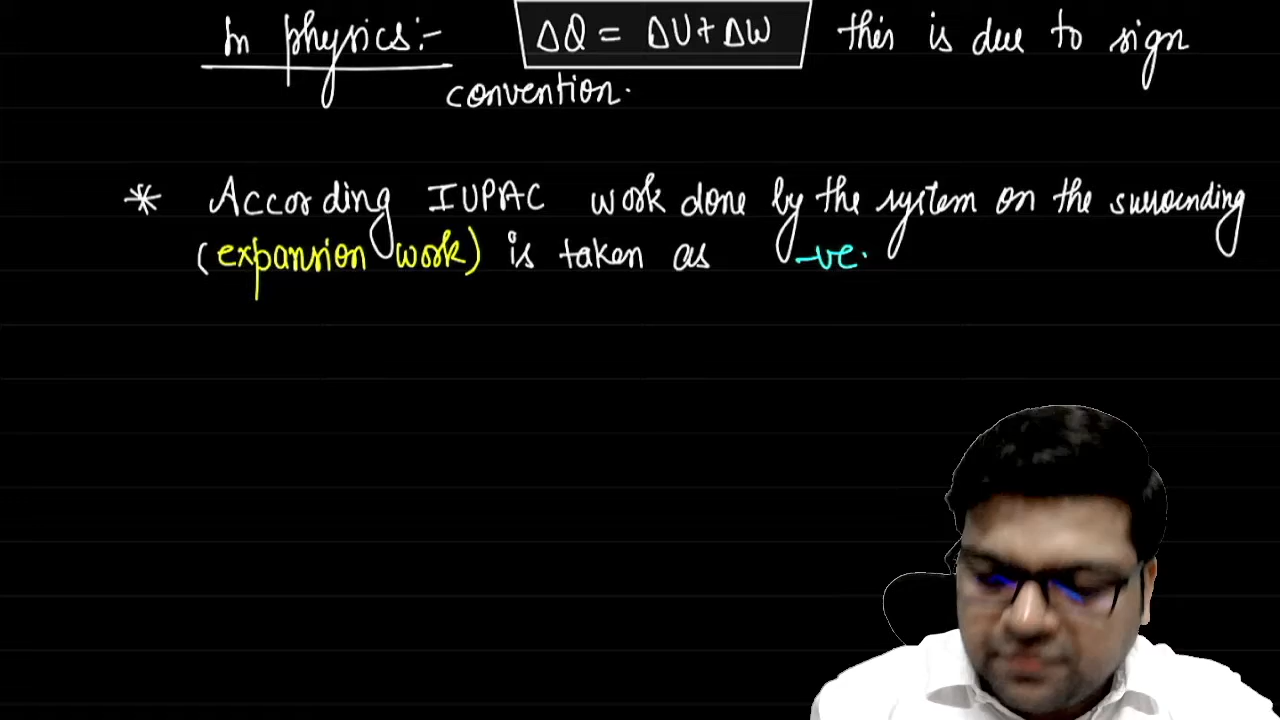 In physics:- ΔQ = ΔU + ΔW this is due to sign
convention.
* According IUPAC work done by the system on the surrounding
(expansion work) is taken as -ve.